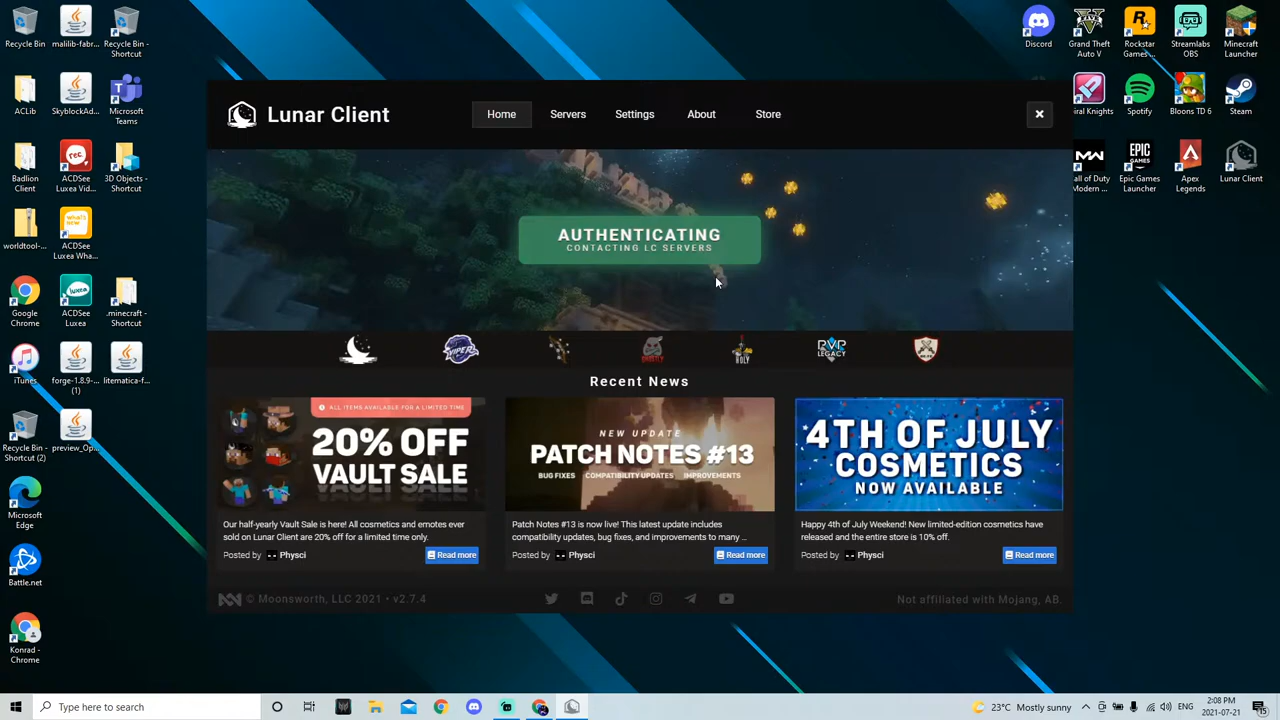 Recycle Bin
malilib-fabr...
Recycle Bin - Shortcut
Discord
Grand Theft Auto V
Rockstar Games ...
Streamlabs OBS
Minecraft Launcher
ACLib
SkyblockAd...
Microsoft Teams
iral Knights
Spotify
Bloons TD 6
Steam
Badlion Client
ACDSee Luxea Vid...
3D Objects - Shortcut
all of Duty Modern ...
Epic Games Launcher
Apex Legends
Lunar Client
worldtool-...
ACDSee Luxea Wha...
Google Chrome
ACDSee Luxea
.minecraft - Shortcut
iTunes
forge-1.8.9-... (1)
litematica-f...
Recycle Bin - Shortcut (2)
preview_Op...
Microsoft Edge
Battle.net
Konrad - Chrome
Lunar Client
Home Servers Settings About Store
AUTHENTICATING
CONTACTING LC SERVERS
VIPER
GHOSTLY
HOLY
PVP LEGACY
Recent News
ALL ITEMS AVAILABLE FOR A LIMITED TIME
20% OFF
VAULT SALE
Our half-yearly Vault Sale is here! All cosmetics and emotes ever
sold on Lunar Client are 20% off for a limited time only.
Posted by Physci Read more
NEW UPDATE
PATCH NOTES #13
BUG FIXES COMPATIBILITY UPDATES IMPROVEMENTS
Patch Notes #13 is now live! This latest update includes
compatibility updates, bug fixes, and improvements to many ...
Posted by Physci Read more
4TH OF JULY
COSMETICS
NOW AVAILABLE
Happy 4th of July Weekend! New limited-edition cosmetics have
released and the entire store is 10% off.
Posted by Physci Read more
© Moonsworth, LLC 2021 • v2.7.4
Not affiliated with Mojang, AB.
Type here to search
23°C Mostly sunny
ENG
2:08 PM
2021-07-21
15